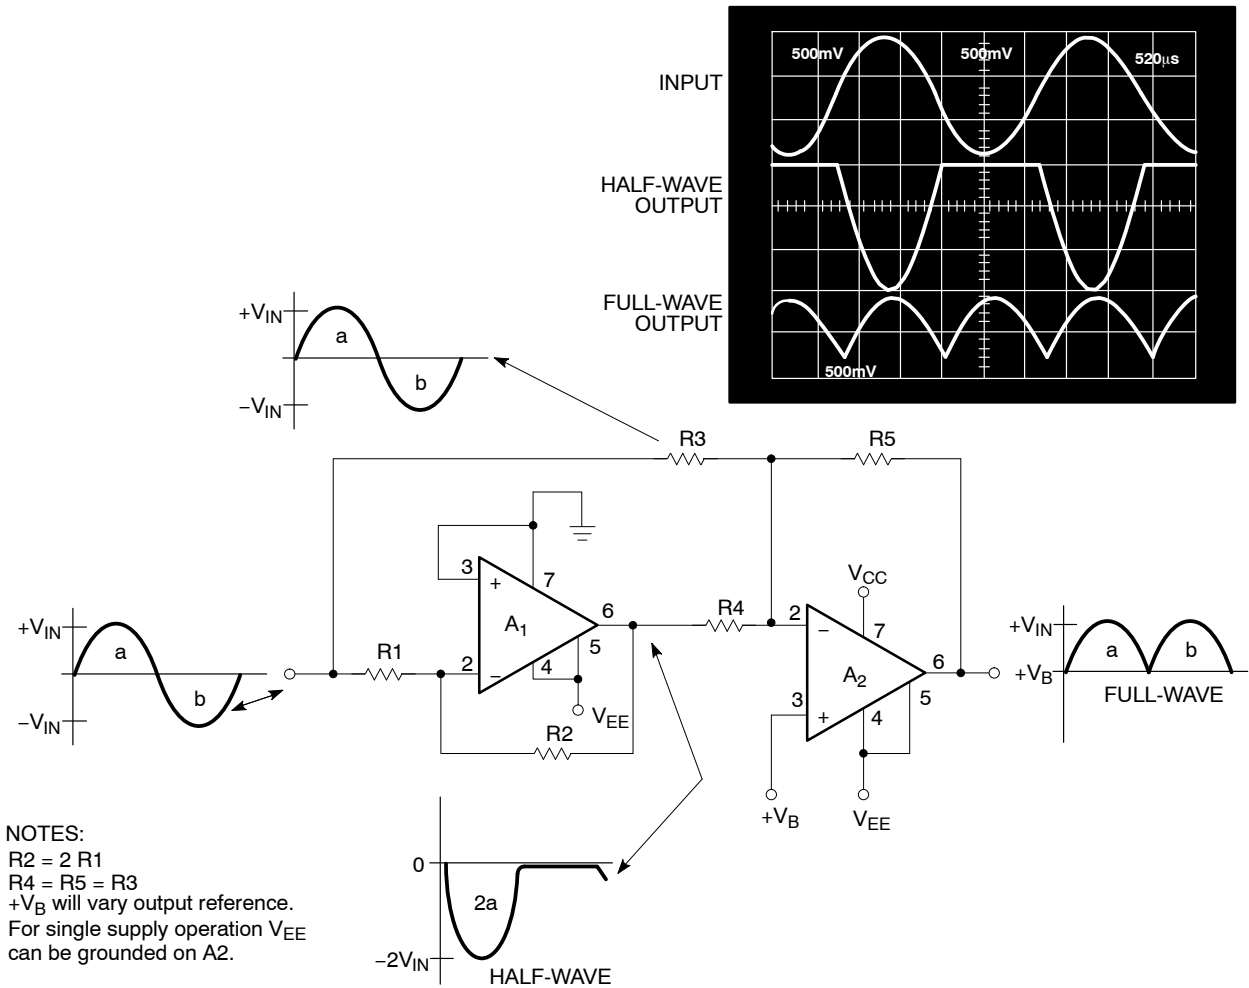 INPUT
500mV
500mV
520μs
HALF-WAVE
OUTPUT
FULL-WAVE
OUTPUT
500mV
+VIN
a
b
−VIN
R3
R5
3
+
7
A1
6
5
4
2
−
R1
R2
VEE
R4
VCC
2
−
7
A2
6
3
+
4
5
+VB
VEE
+VIN
a
b
−VIN
+VIN
a
b
+VB
FULL-WAVE
0
2a
−2VIN
HALF-WAVE
NOTES:
R2 = 2 R1
R4 = R5 = R3
+VB will vary output reference.
For single supply operation VEE
can be grounded on A2.